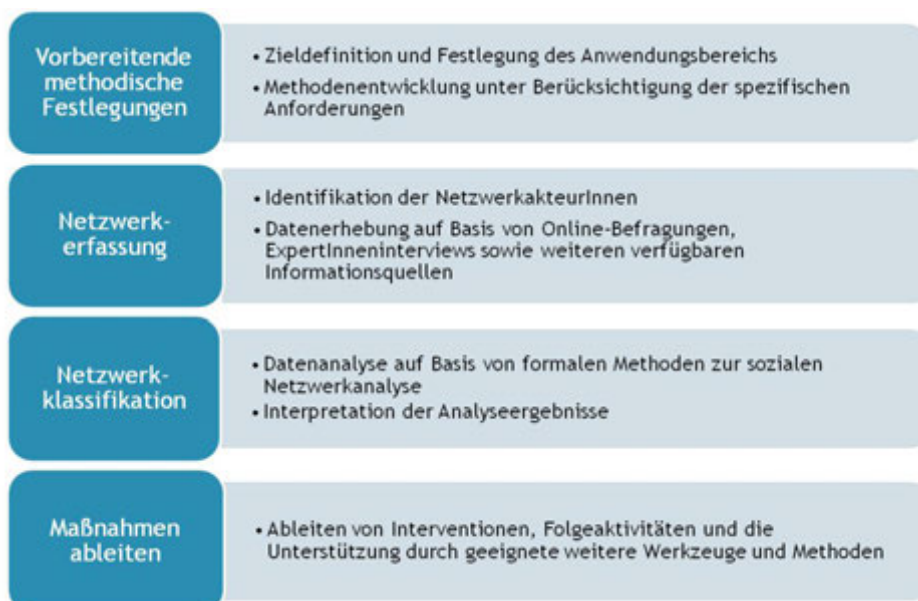 Vorbereitende
methodische
Festlegungen
• Zieldefinition und Festlegung des Anwendungsbereichs
• Methodenentwicklung unter Berücksichtigung der spezifischen
Anforderungen
Netzwerk-
erfassung
• Identifikation der NetzwerkakteurInnen
• Datenerhebung auf Basis von Online-Befragungen,
ExpertInneninterviews sowie weiteren verfügbaren
Informationsquellen
Netzwerk-
klassifikation
• Datenanalyse auf Basis von formalen Methoden zur sozialen
Netzwerkanalyse
• Interpretation der Analyseergebnisse
Maßnahmen
ableiten
• Ableiten von Interventionen, Folgeaktivitäten und die
Unterstützung durch geeignete weitere Werkzeuge und Methoden